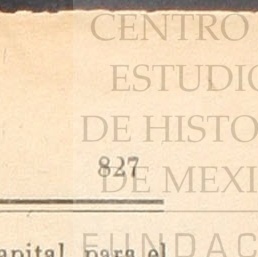 CENTRO
ESTUDIO
DE HISTO
DE MEXI
FUNDAC
827
apital para el